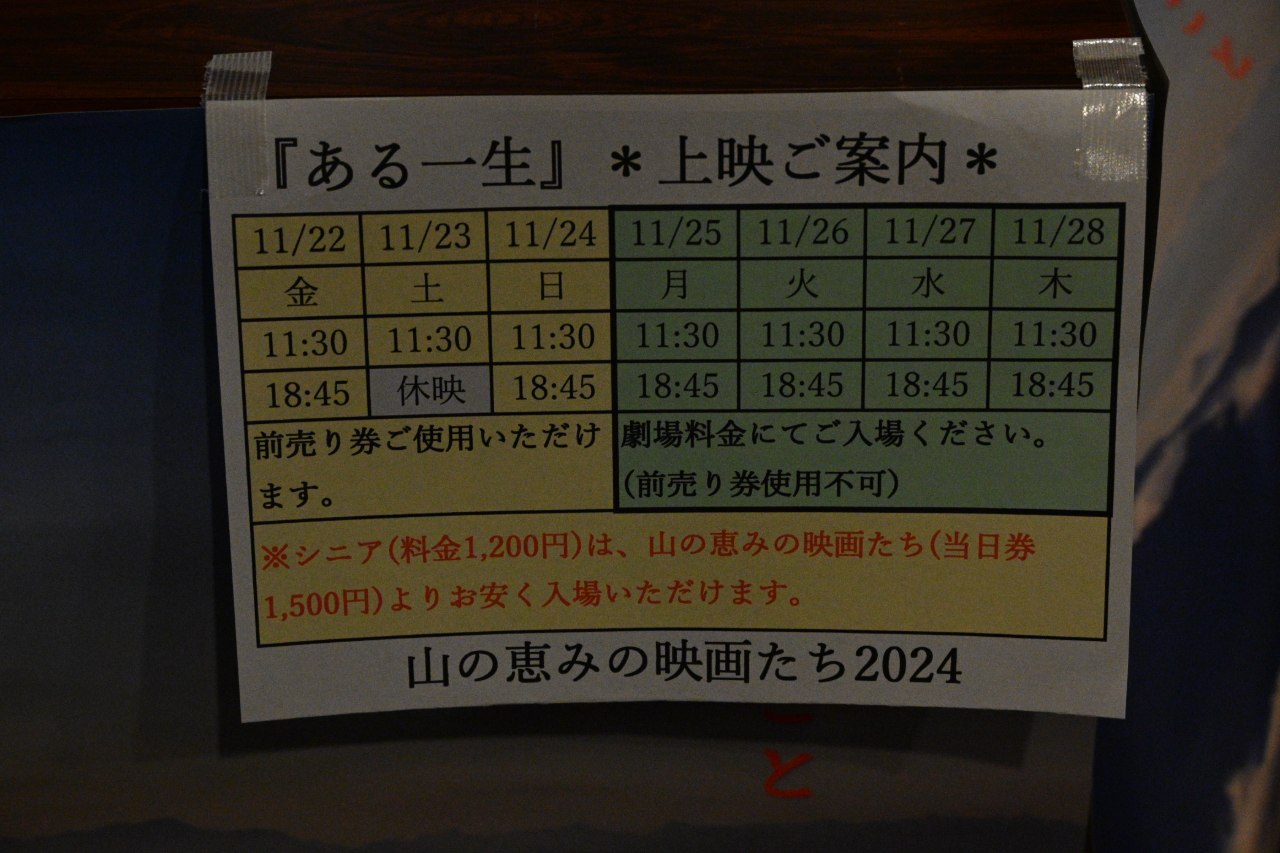 『ある一生』＊上映ご案内＊
11/22 11/23 11/24 11/25 11/26 11/27 11/28
金 土 日 月 火 水 木
11:30 11:30 11:30 11:30 11:30 11:30 11:30
18:45 休映 18:45 18:45 18:45 18:45 18:45
前売り券ご使用いただけ
ます。
劇場料金にてご入場ください。
(前売り券使用不可)
※シニア(料金1,200円)は、山の恵みの映画たち(当日券
1,500円)よりお安く入場いただけます。
山の恵みの映画たち2024
と